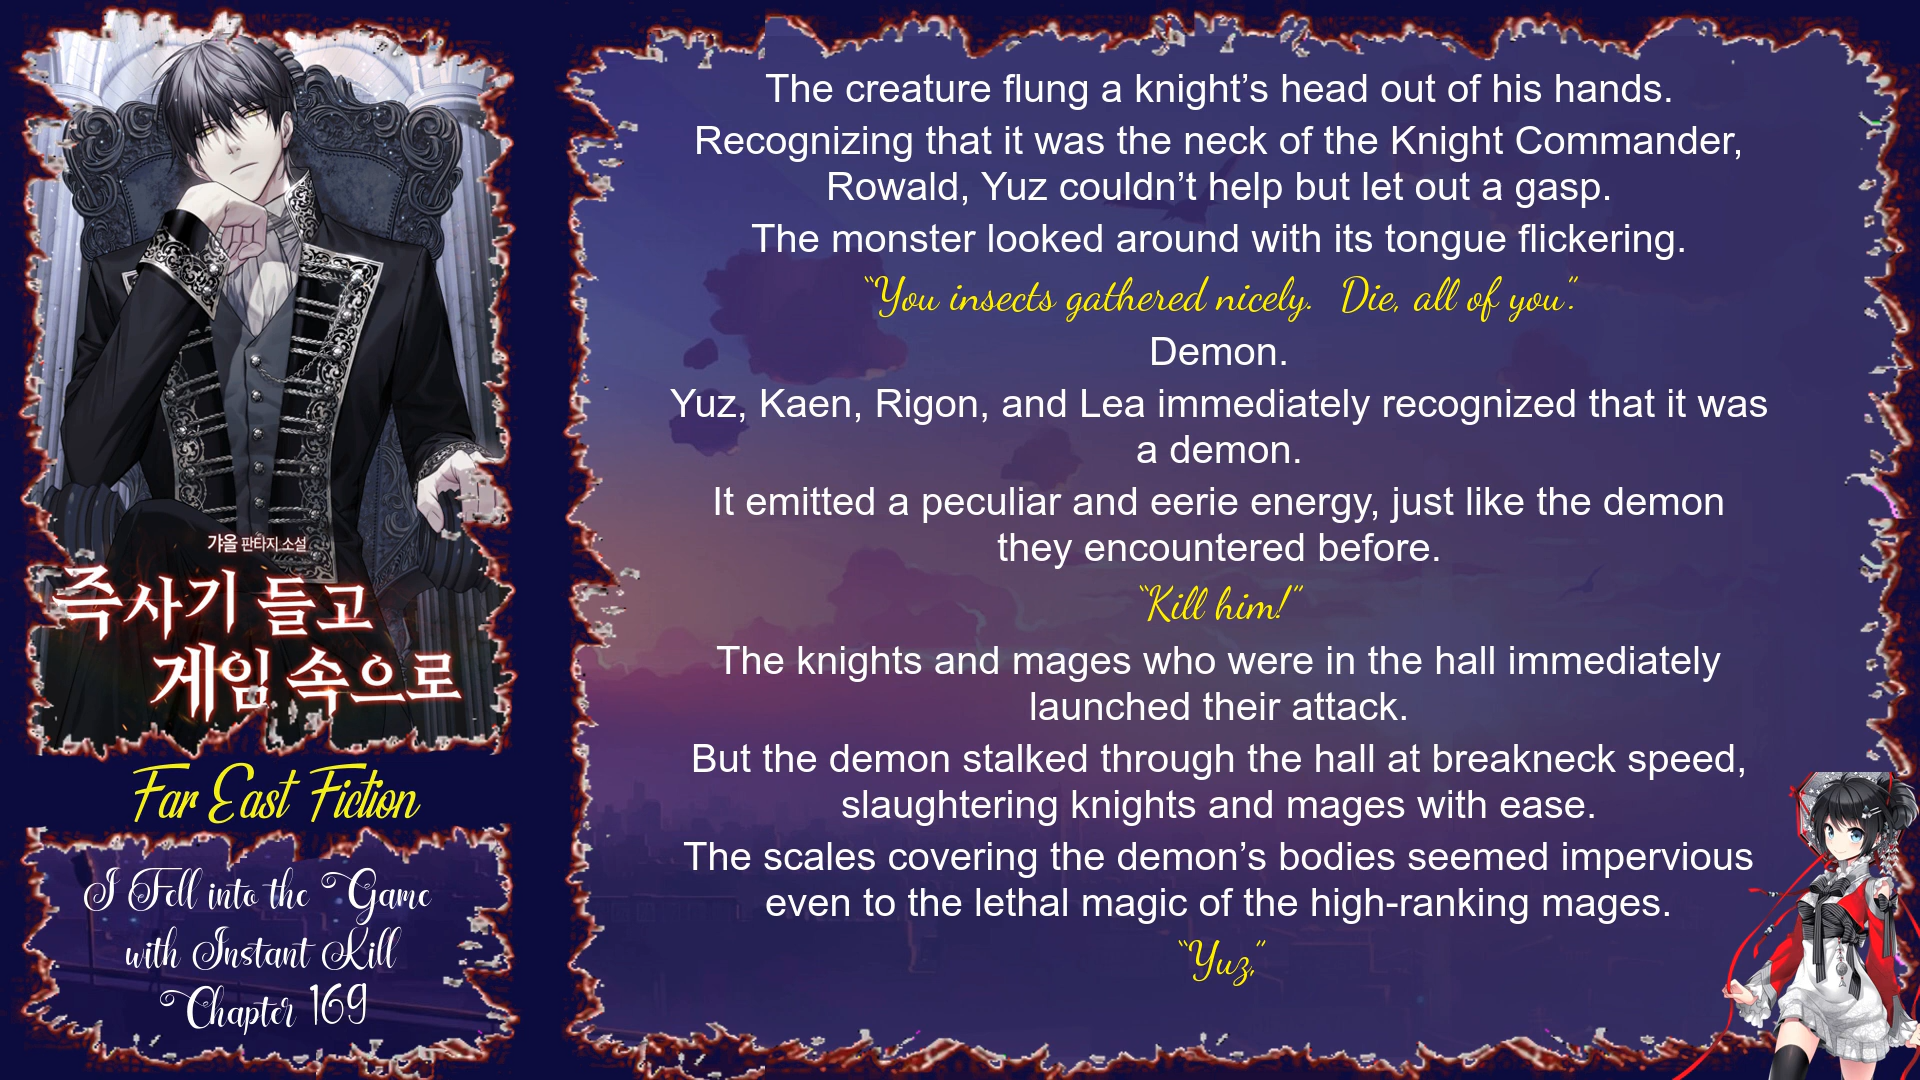 갸올 판타지 소설
즉사기 들고
게임 속으로
Far East Fiction
I Fell into the Game
with Instant Kill
Chapter 169
The creature flung a knight’s head out of his hands.
Recognizing that it was the neck of the Knight Commander,
Rowald, Yuz couldn’t help but let out a gasp.
The monster looked around with its tongue flickering.
“You insects gathered nicely.  Die, all of you”.
Demon.
Yuz, Kaen, Rigon, and Lea immediately recognized that it was
a demon.
It emitted a peculiar and eerie energy, just like the demon
they encountered before.
“Kill him!”
The knights and mages who were in the hall immediately
launched their attack.
But the demon stalked through the hall at breakneck speed,
slaughtering knights and mages with ease.
The scales covering the demon’s bodies seemed impervious
even to the lethal magic of the high-ranking mages.
“Yuz,”